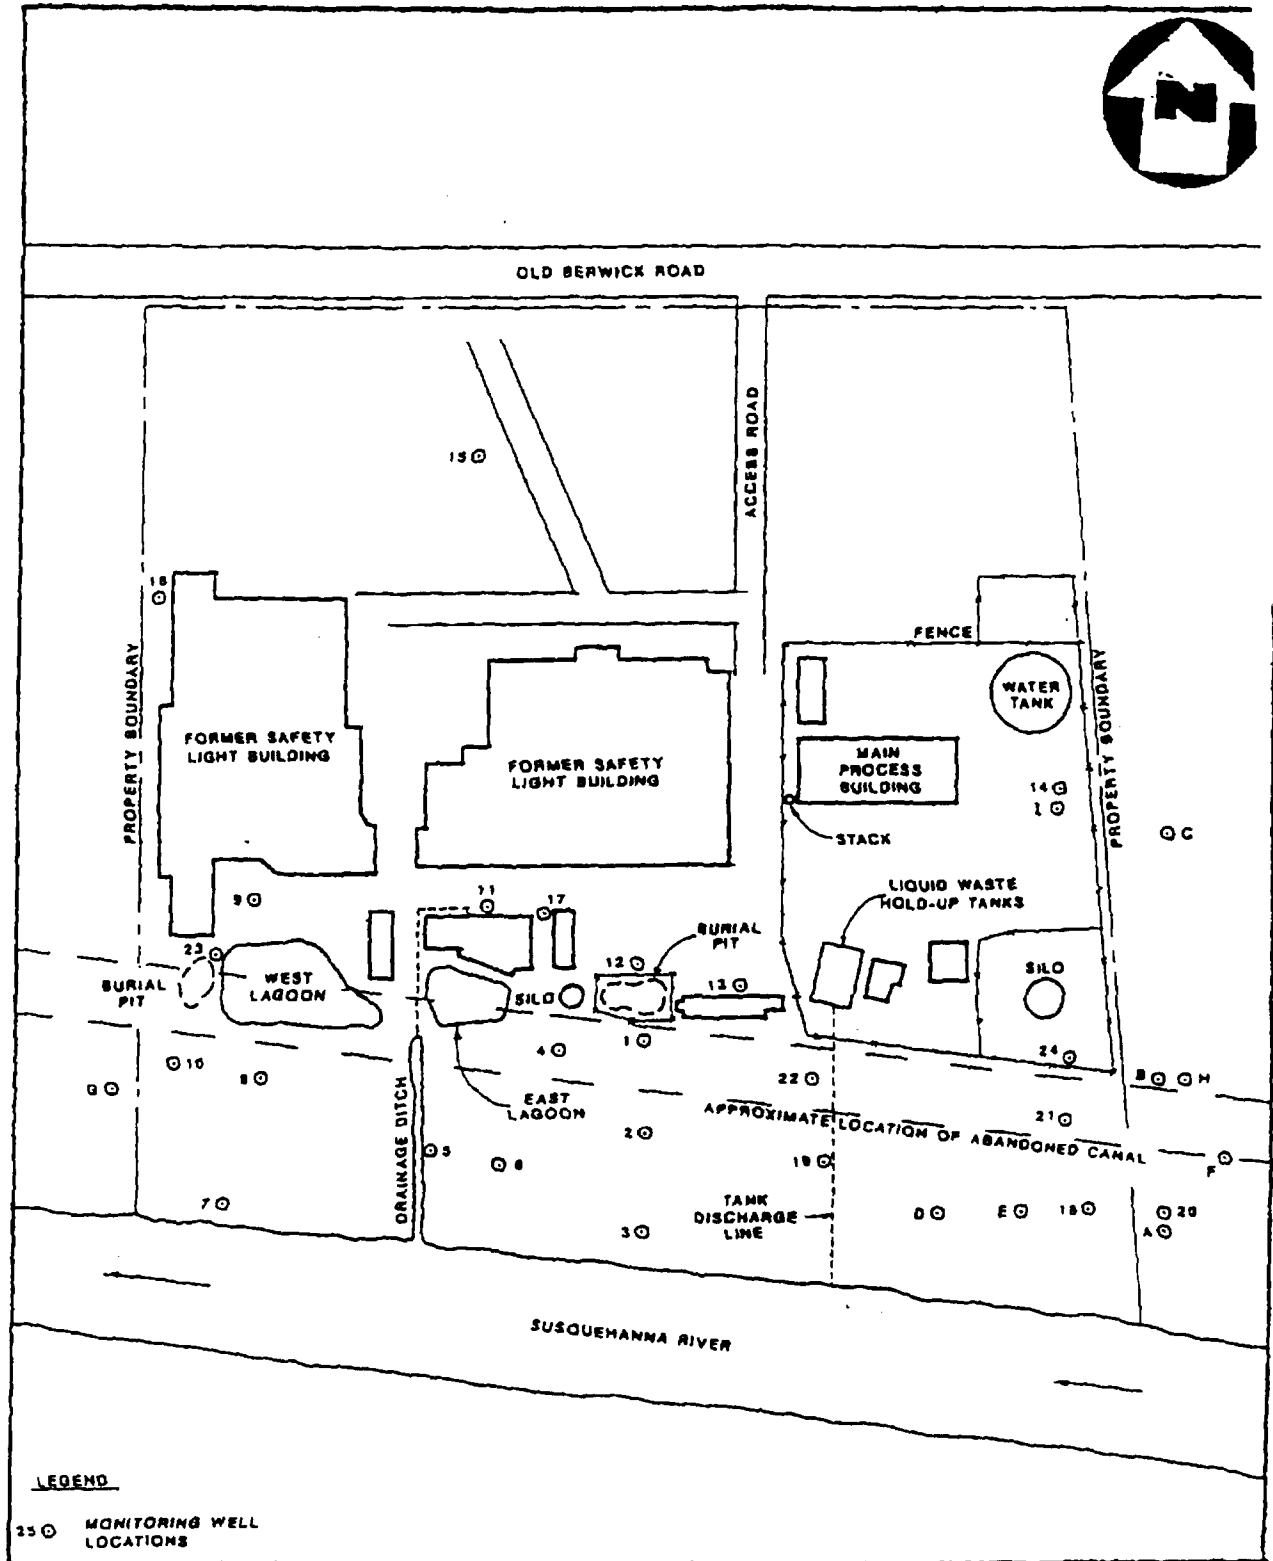 N
OLD BERWICK ROAD
ACCESS ROAD
15
16
FENCE
PROPERTY BOUNDARY
WATER
TANK
PROPERTY BOUNDARY
FORMER SAFETY
LIGHT BUILDING
FORMER SAFETY
LIGHT BUILDING
MAIN
PROCESS
BUILDING
14
I
C
STACK
9
11
17
LIQUID WASTE
HOLD-UP TANKS
BURIAL
PIT
23
12
13
BURIAL
PIT
WEST
LAGOON
SILO
SILO
1
4
24
10
8
G
22
B
H
EAST
LAGOON
DRAINAGE DITCH
APPROXIMATE LOCATION OF ABANDONED CANAL
21
2
5
6
19
F
7
TANK
DISCHARGE
LINE
D
E
18
20
A
3
SUSQUEHANNA RIVER
LEGEND
25
MONITORING WELL
LOCATIONS